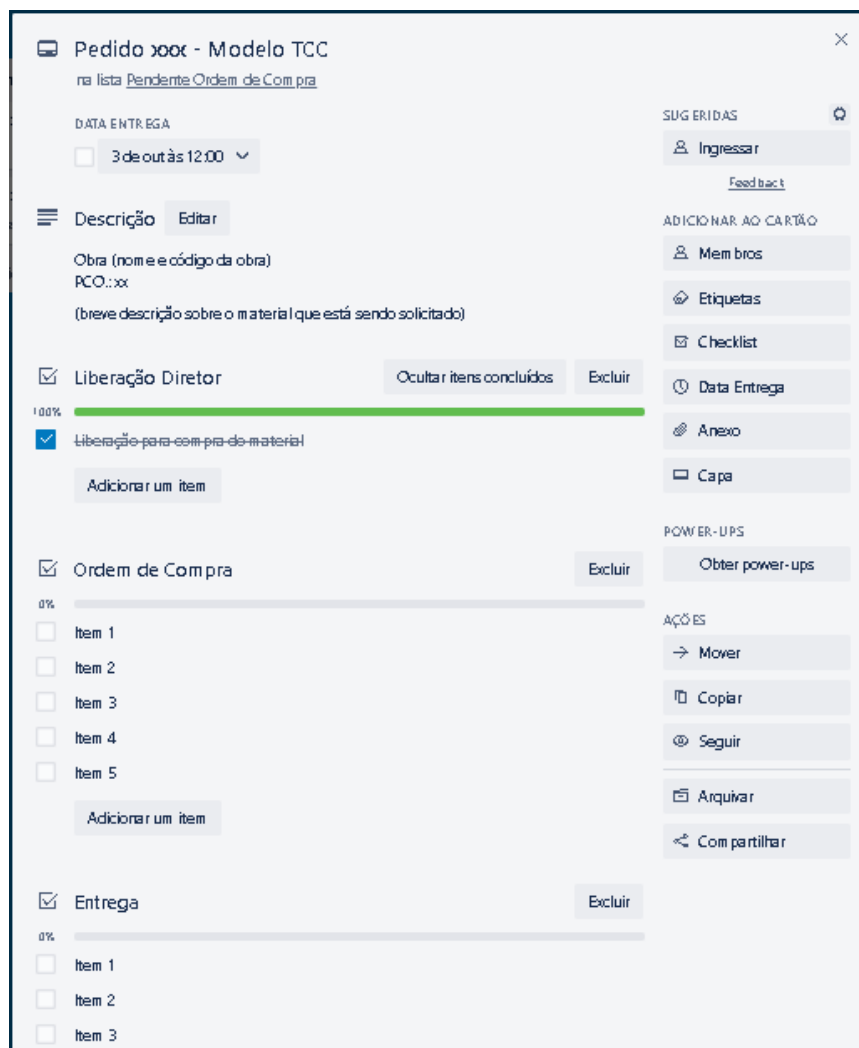 Pedido xxx - Modelo TCC
na lista Pendente Ordem de Compra
DATA ENTREGA
3 de out às 12:00
Descrição Editar
Obra (nome e código da obra)
PCO.: xx
(breve descrição sobre o material que está sendo solicitado)
Liberação Diretor Ocultar itens concluídos Excluir
100%
Liberação para compra do material
Adicionar um item
Ordem de Compra Excluir
0%
Item 1
Item 2
Item 3
Item 4
Item 5
Adicionar um item
Entrega Excluir
0%
Item 1
Item 2
Item 3
SUGERIDAS
Ingressar
Feedback
ADICIONAR AO CARTÃO
Membros
Etiquetas
Checklist
Data Entrega
Anexo
Capa
POWER-UPS
Obter power-ups
AÇÕES
Mover
Copiar
Seguir
Arquivar
Compartilhar